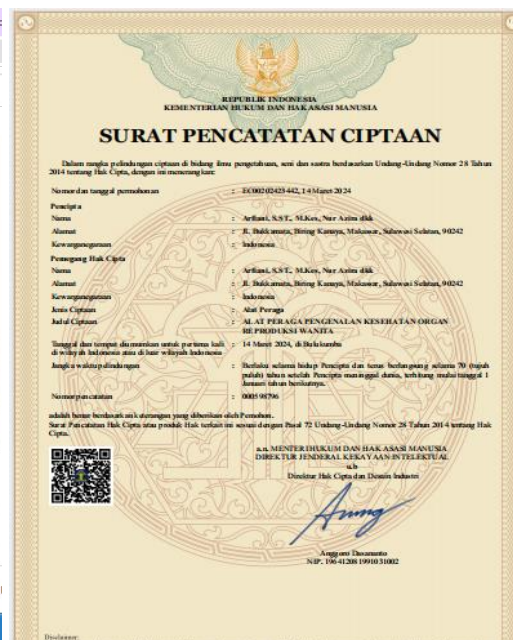 REPUBLIK INDONESIA
KEMENTERIAN HUKUM DAN HAK ASASI MANUSIA
SURAT PENCATATAN CIPTAAN
Dalam rangka pelindungan ciptaan di bidang ilmu pengetahuan, seni dan sastra berdasarkan Undang-Undang Nomor 28 Tahun
2014 tentang Hak Cipta, dengan ini menerangkan:
Nomor dan tanggal permohonan : EC00202423442, 14 Maret 2024
Pencipta
Nama : Arfiani, S.ST., M.Kes, Nur Azim dkk
Alamat : Jl. Bukkamata, Biring Kanaya, Makassar, Sulawesi Selatan, 90242
Kewarganegaraan : Indonesia
Pemegang Hak Cipta
Nama : Arfiani, S.ST., M.Kes, Nur Azim dkk
Alamat : Jl. Bukkamata, Biring Kanaya, Makassar, Sulawesi Selatan, 90242
Kewarganegaraan : Indonesia
Jenis Ciptaan : Alat Peraga
Judul Ciptaan : ALAT PERAGA PENGENALAN KESEHATAN ORGAN
REPRODUKSI WANITA
Tanggal dan tempat diumumkan untuk pertama kali : 14 Maret 2024, di Bulukumba
di wilayah Indonesia atau di luar wilayah Indonesia
Jangka waktu pelindungan : Berlaku selama hidup Pencipta dan terus berlangsung selama 70 (tujuh
puluh) tahun setelah Pencipta meninggal dunia, terhitung mulai tanggal 1
Januari tahun berikutnya.
Nomor pencatatan : 000598796
adalah benar berdasarkan keterangan yang diberikan oleh Pemohon.
Surat Pencatatan Hak Cipta atau produk Hak terkait ini sesuai dengan Pasal 72 Undang-Undang Nomor 28 Tahun 2014 tentang Hak
Cipta.
a.n. MENTERI HUKUM DAN HAK ASASI MANUSIA
DIREKTUR JENDERAL KEKAYAAN INTELEKTUAL
u.b
Direktur Hak Cipta dan Desain Industri
Anggoro Dasananto
NIP. 196412081991031002
Disclaimer: